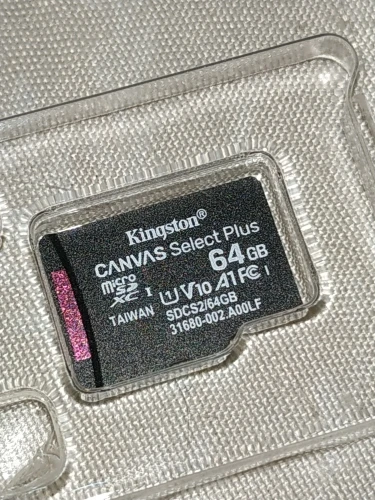 Kingston®
CANVAS Select Plus
64GB
micro SD XC I U1 V10 A1 FC I
TAIWAN SDCS2/64GB
31680-002.A00LF